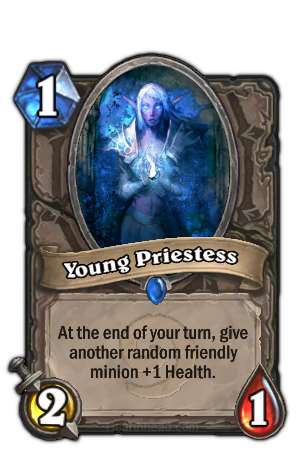 1
Young Priestess
At the end of your turn, give
another random friendly
minion +1 Health.
2
1